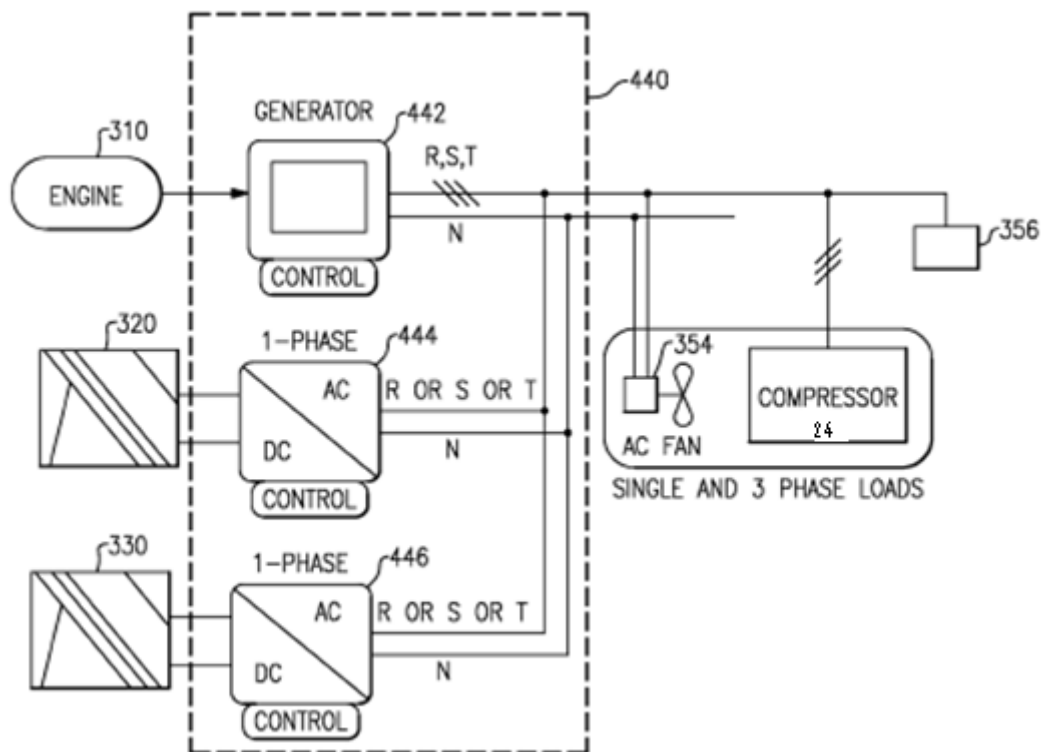 440
GENERATOR
442
310
R,S,T
ENGINE
N
356
CONTROL
320
1-PHASE
444
354
AC
R OR S OR T
COMPRESSOR
24
DC
N
AC FAN
CONTROL
SINGLE AND 3 PHASE LOADS
330
1-PHASE
446
AC
R OR S OR T
DC
N
CONTROL